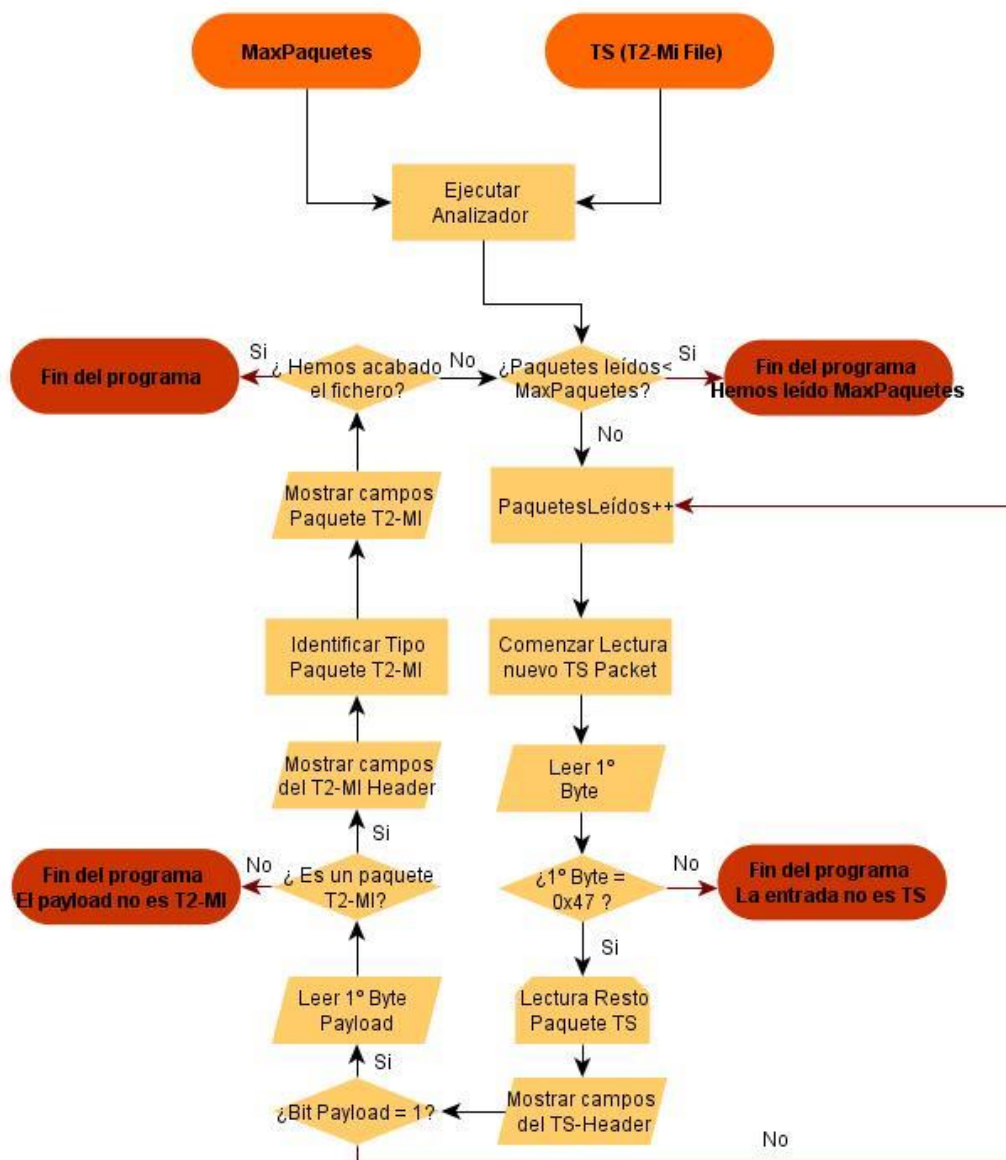 MaxPaquetes
TS (T2-Mi File)
Ejecutar
Analizador
Si
¿ Hemos acabado
el fichero?
No
¿Paquetes leídos<
MaxPaquetes?
Si
Fin del programa
Fin del programa
Hemos leído MaxPaquetes
No
Mostrar campos
Paquete T2-MI
PaquetesLeídos++
Identificar Tipo
Paquete T2-MI
Comenzar Lectura
nuevo TS Packet
Mostrar campos
del T2-MI Header
Leer 1º
Byte
Si
No
Fin del programa
El payload no es T2-MI
¿ Es un paquete
T2-MI?
¿1º Byte =
0x47 ?
No
Fin del programa
La entrada no es TS
Si
Leer 1º Byte
Payload
Lectura Resto
Paquete TS
Si
¿Bit Payload = 1?
Mostrar campos
del TS-Header
No